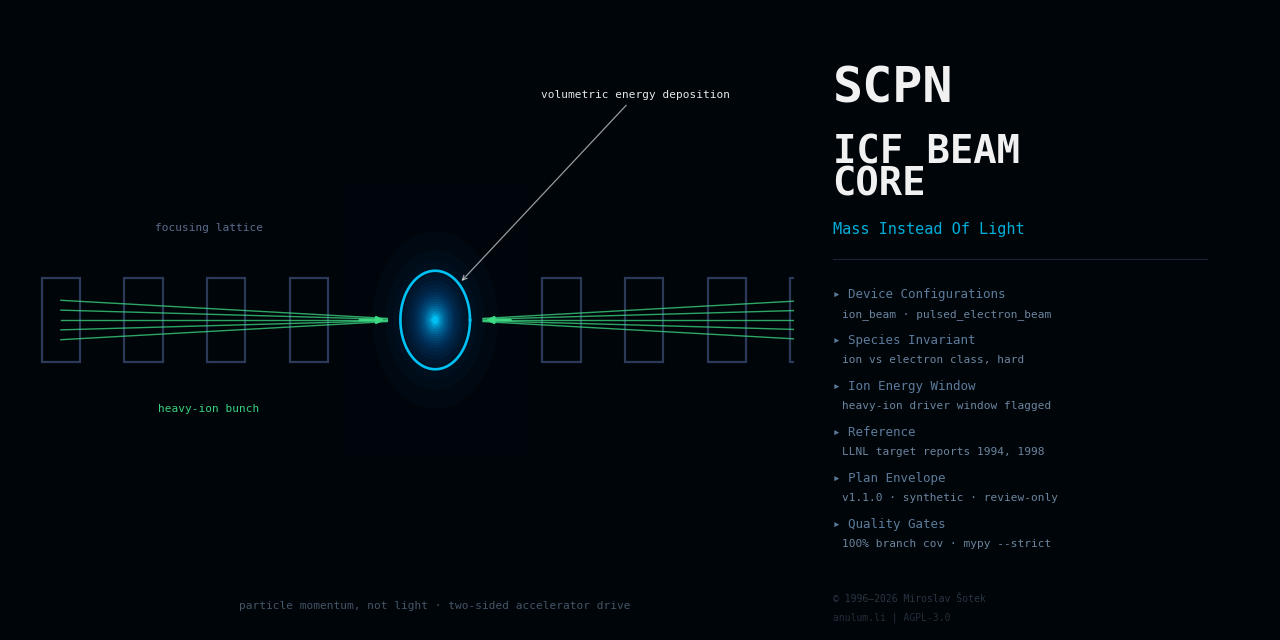 volumetric energy deposition
focusing lattice
heavy-ion bunch
particle momentum, not light · two-sided accelerator drive
SCPN
ICF BEAM
CORE
Mass Instead Of Light
▸ Device Configurations
ion_beam · pulsed_electron_beam
▸ Species Invariant
ion vs electron class, hard
▸ Ion Energy Window
heavy-ion driver window flagged
▸ Reference
LLNL target reports 1994, 1998
▸ Plan Envelope
v1.1.0 · synthetic · review-only
▸ Quality Gates
100% branch cov · mypy --strict
© 1996–2026 Miroslav Šotek
anulum.li | AGPL-3.0